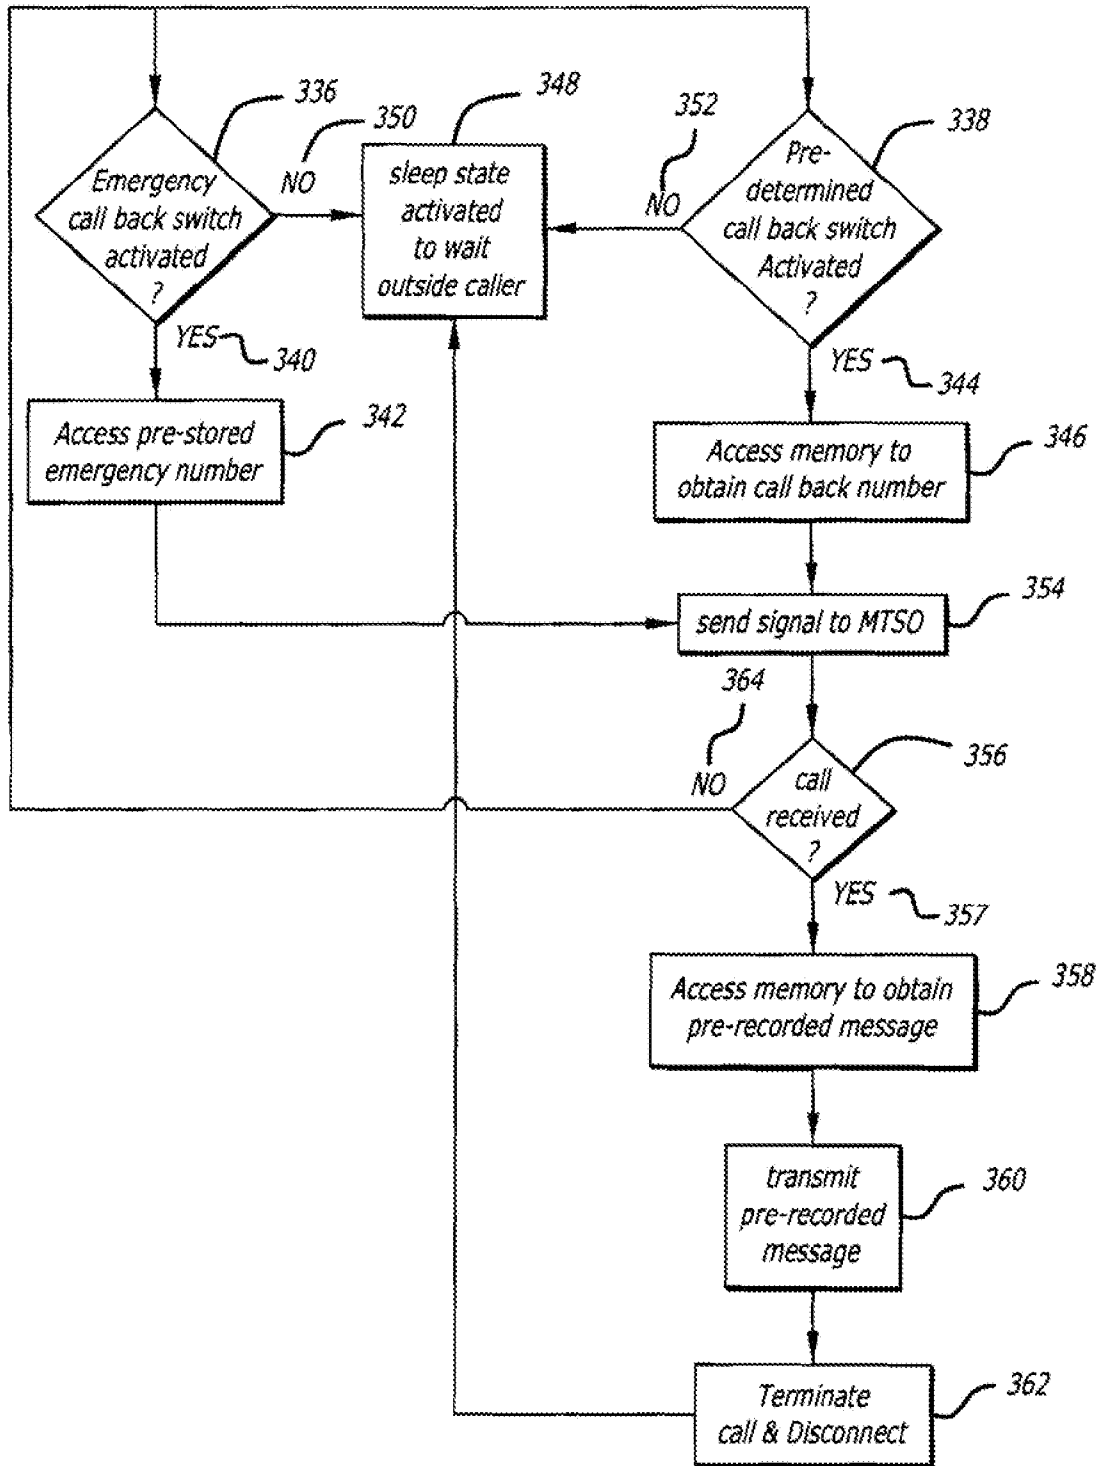 336
Emergency
call back switch
activated
?
NO
350
348
sleep state
activated
to wait
outside caller
352
NO
338
Pre-
determined
call back switch
Activated
?
YES
340
YES
344
Access pre-stored
emergency number
342
Access memory to
obtain call back number
346
send signal to MTSO
354
364
NO
call
received
?
356
YES
357
Access memory to obtain
pre-recorded message
358
transmit
pre-recorded
message
360
Terminate
call & Disconnect
362